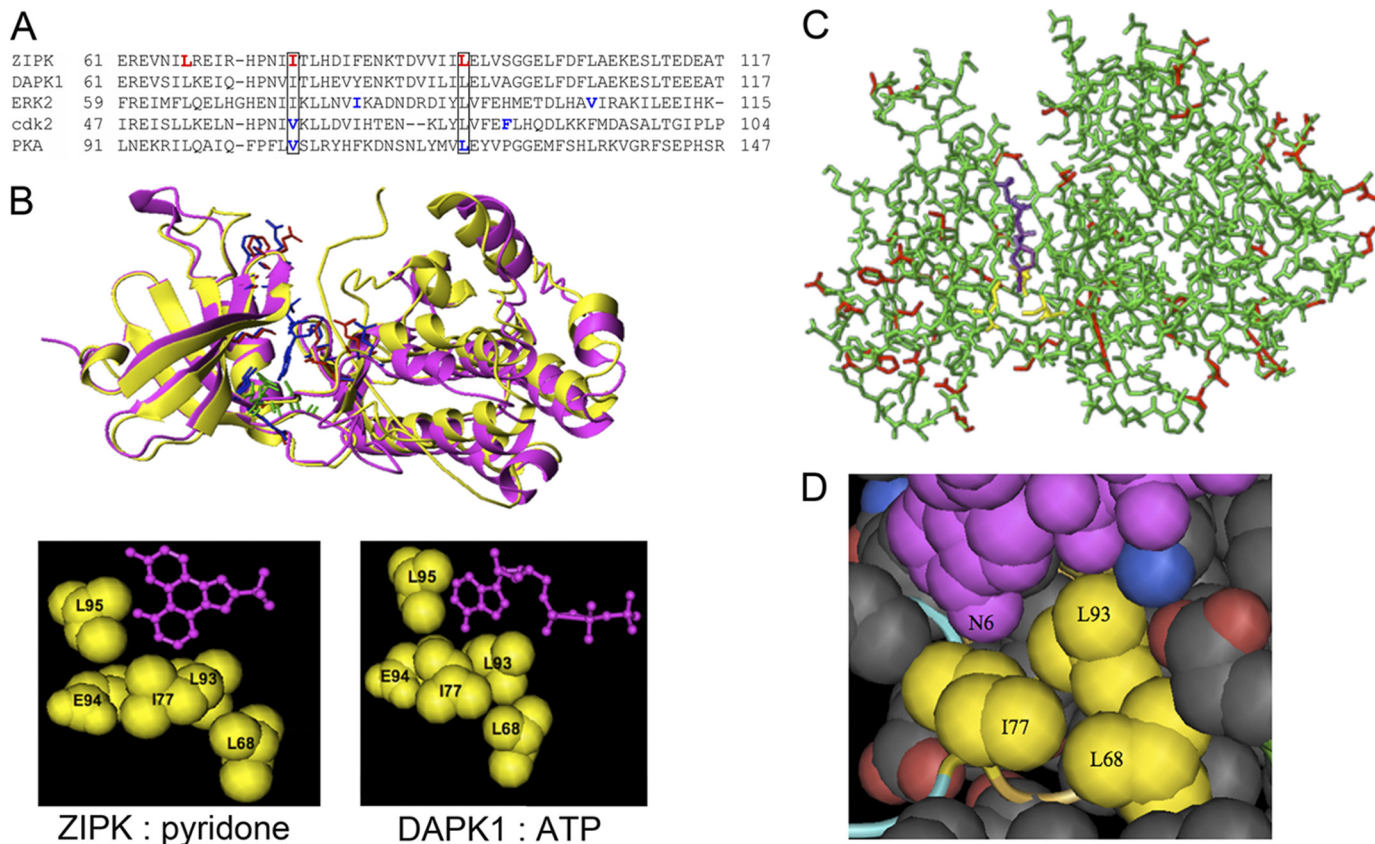 A
ZIPK 61 EREVNILREIR-HPNIITLHDIFENKTDVVIILELVSGGELFDFLAEKESLTEDEAT 117
DAPK1 61 EREVSILKEIQ-HPNVITLHEVYENKTDVILILELVAGGELFDFLAEKESLTEEEAT 117
ERK2 59 FREIMFLQELHGHENIIKLLNVIKADNDRDIYLVFEHMETDLHAVIRAKILEEIHK- 115
cdk2 47 IREISLLKELN-HPNIVKLLDVIHTEN--KLYLVFEFLHQDLKKFMDASALTGIPLP 104
PKA 91 LNEKRILQAIQ-FPFLVSLRYHFKDNSNLYMVLEYVPGGEMFSHLRKVGRFSEPHSR 147
B
L95
E94
I77
L93
L68
ZIPK : pyridone
L95
E94
L93
I77
L68
DAPK1 : ATP
C
D
N6
L93
I77
L68